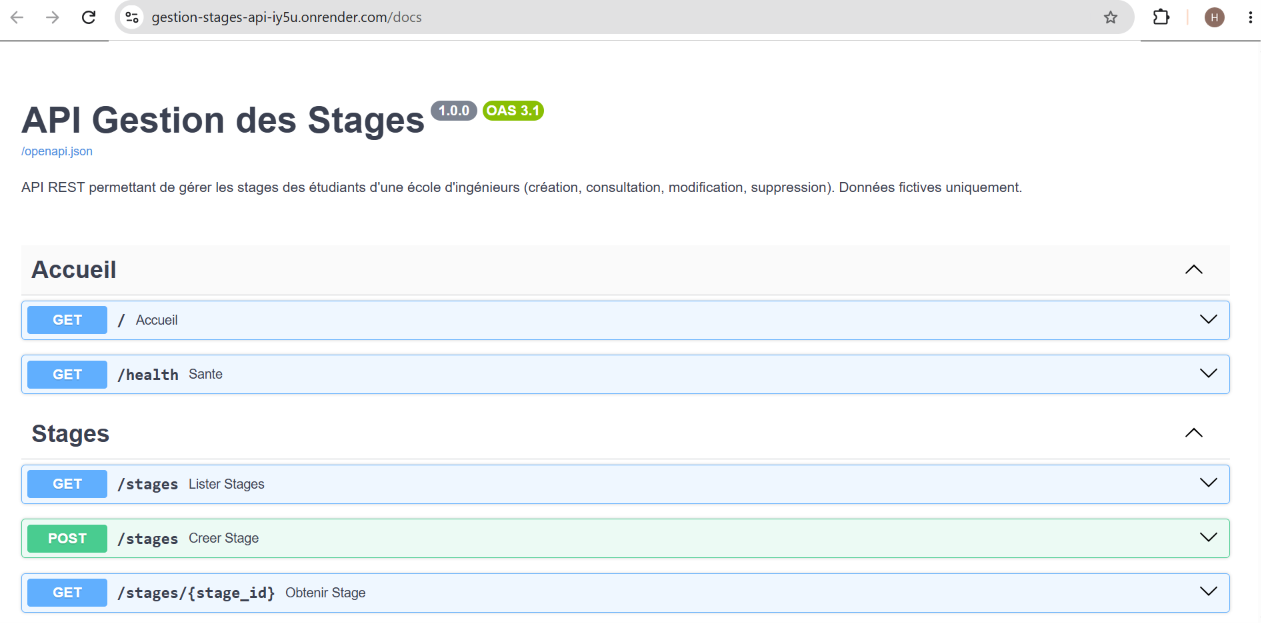 gestion-stages-api-iy5u.onrender.com/docs
H
API Gestion des Stages 1.0.0 OAS 3.1
/openapi.json
API REST permettant de gérer les stages des étudiants d'une école d'ingénieurs (création, consultation, modification, suppression). Données fictives uniquement.
Accueil
GET / Accueil
GET /health Sante
Stages
GET /stages Lister Stages
POST /stages Creer Stage
GET /stages/{stage_id} Obtenir Stage